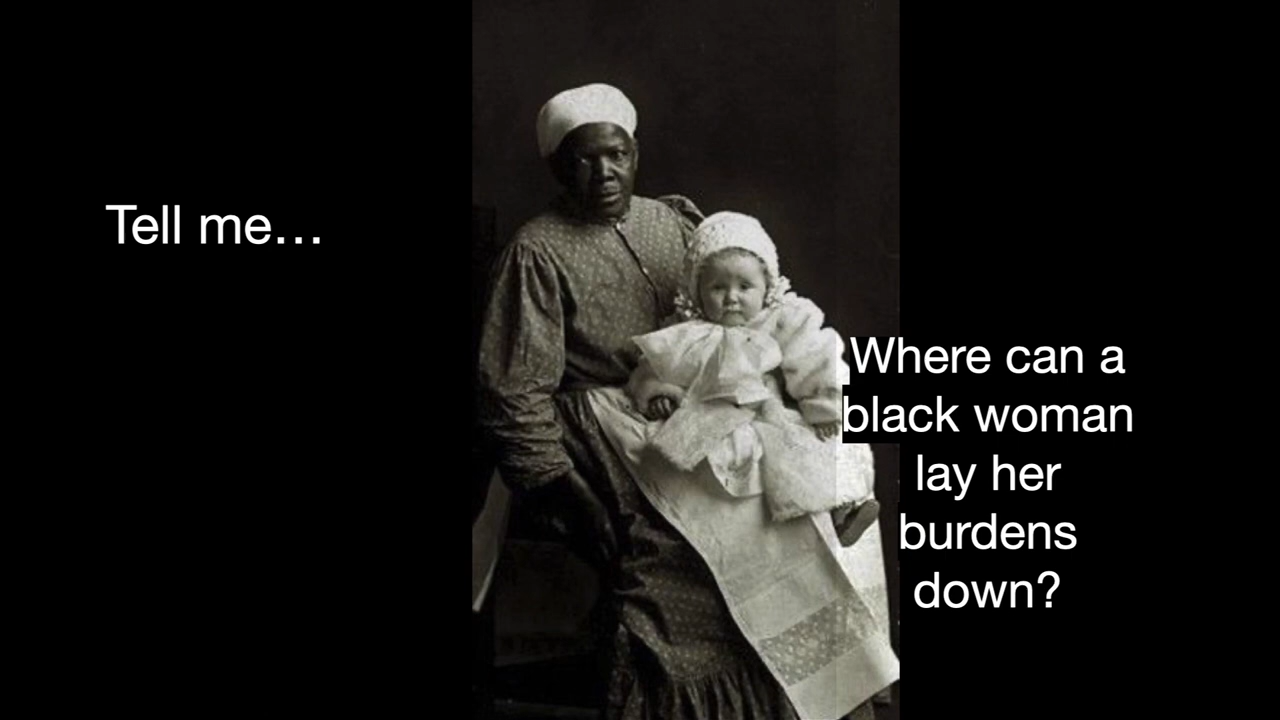 Tell me…
Where can a
black woman
lay her
burdens
down?